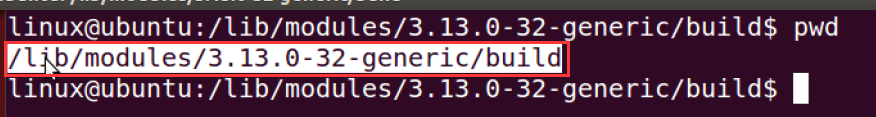 linux@ubuntu:/lib/modules/3.13.0-32-generic/build$ pwd
/lib/modules/3.13.0-32-generic/build
linux@ubuntu:/lib/modules/3.13.0-32-generic/build$